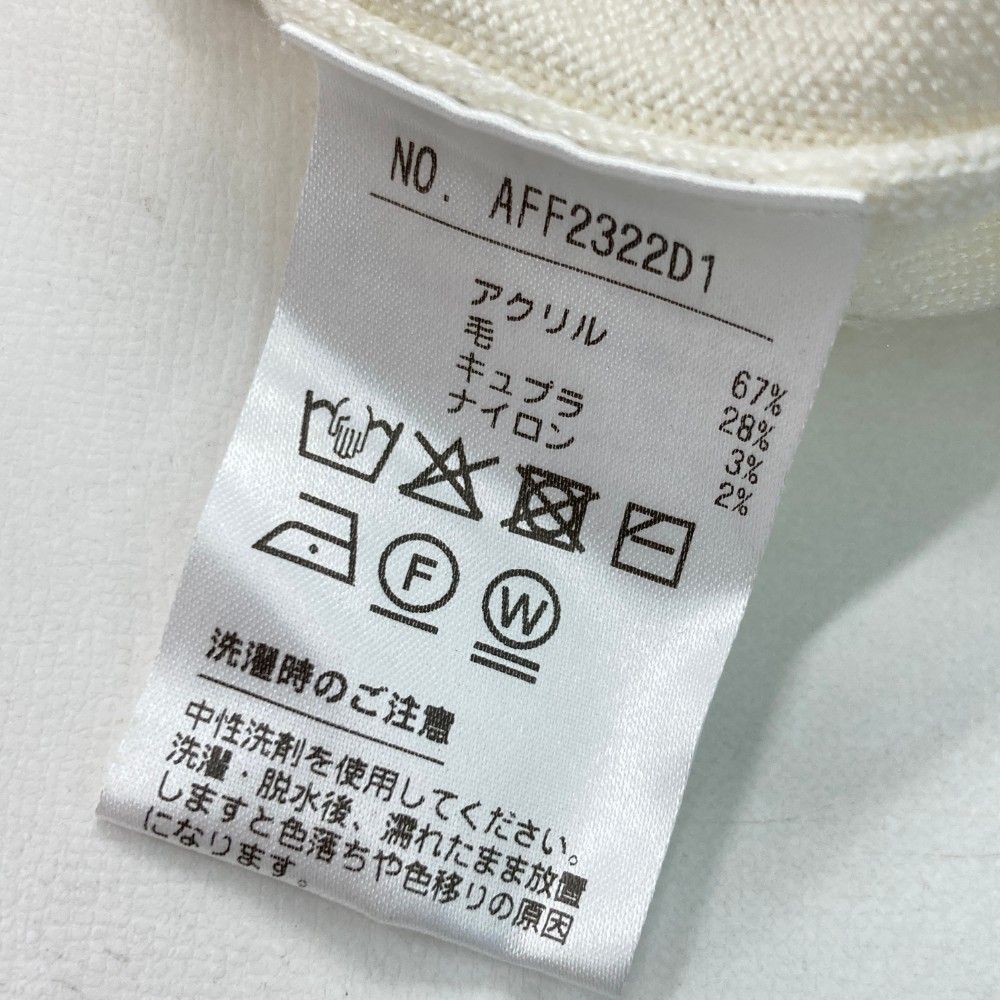 NO. AFF2322D1
アクリル 67%
毛 28%
キュプラ 3%
ナイロン 2%
F
W
洗濯時のご注意
中性洗剤を使用してください。
洗濯・脱水後、濡れたまま放置
しますと色落ちや色移りの原因
になります。